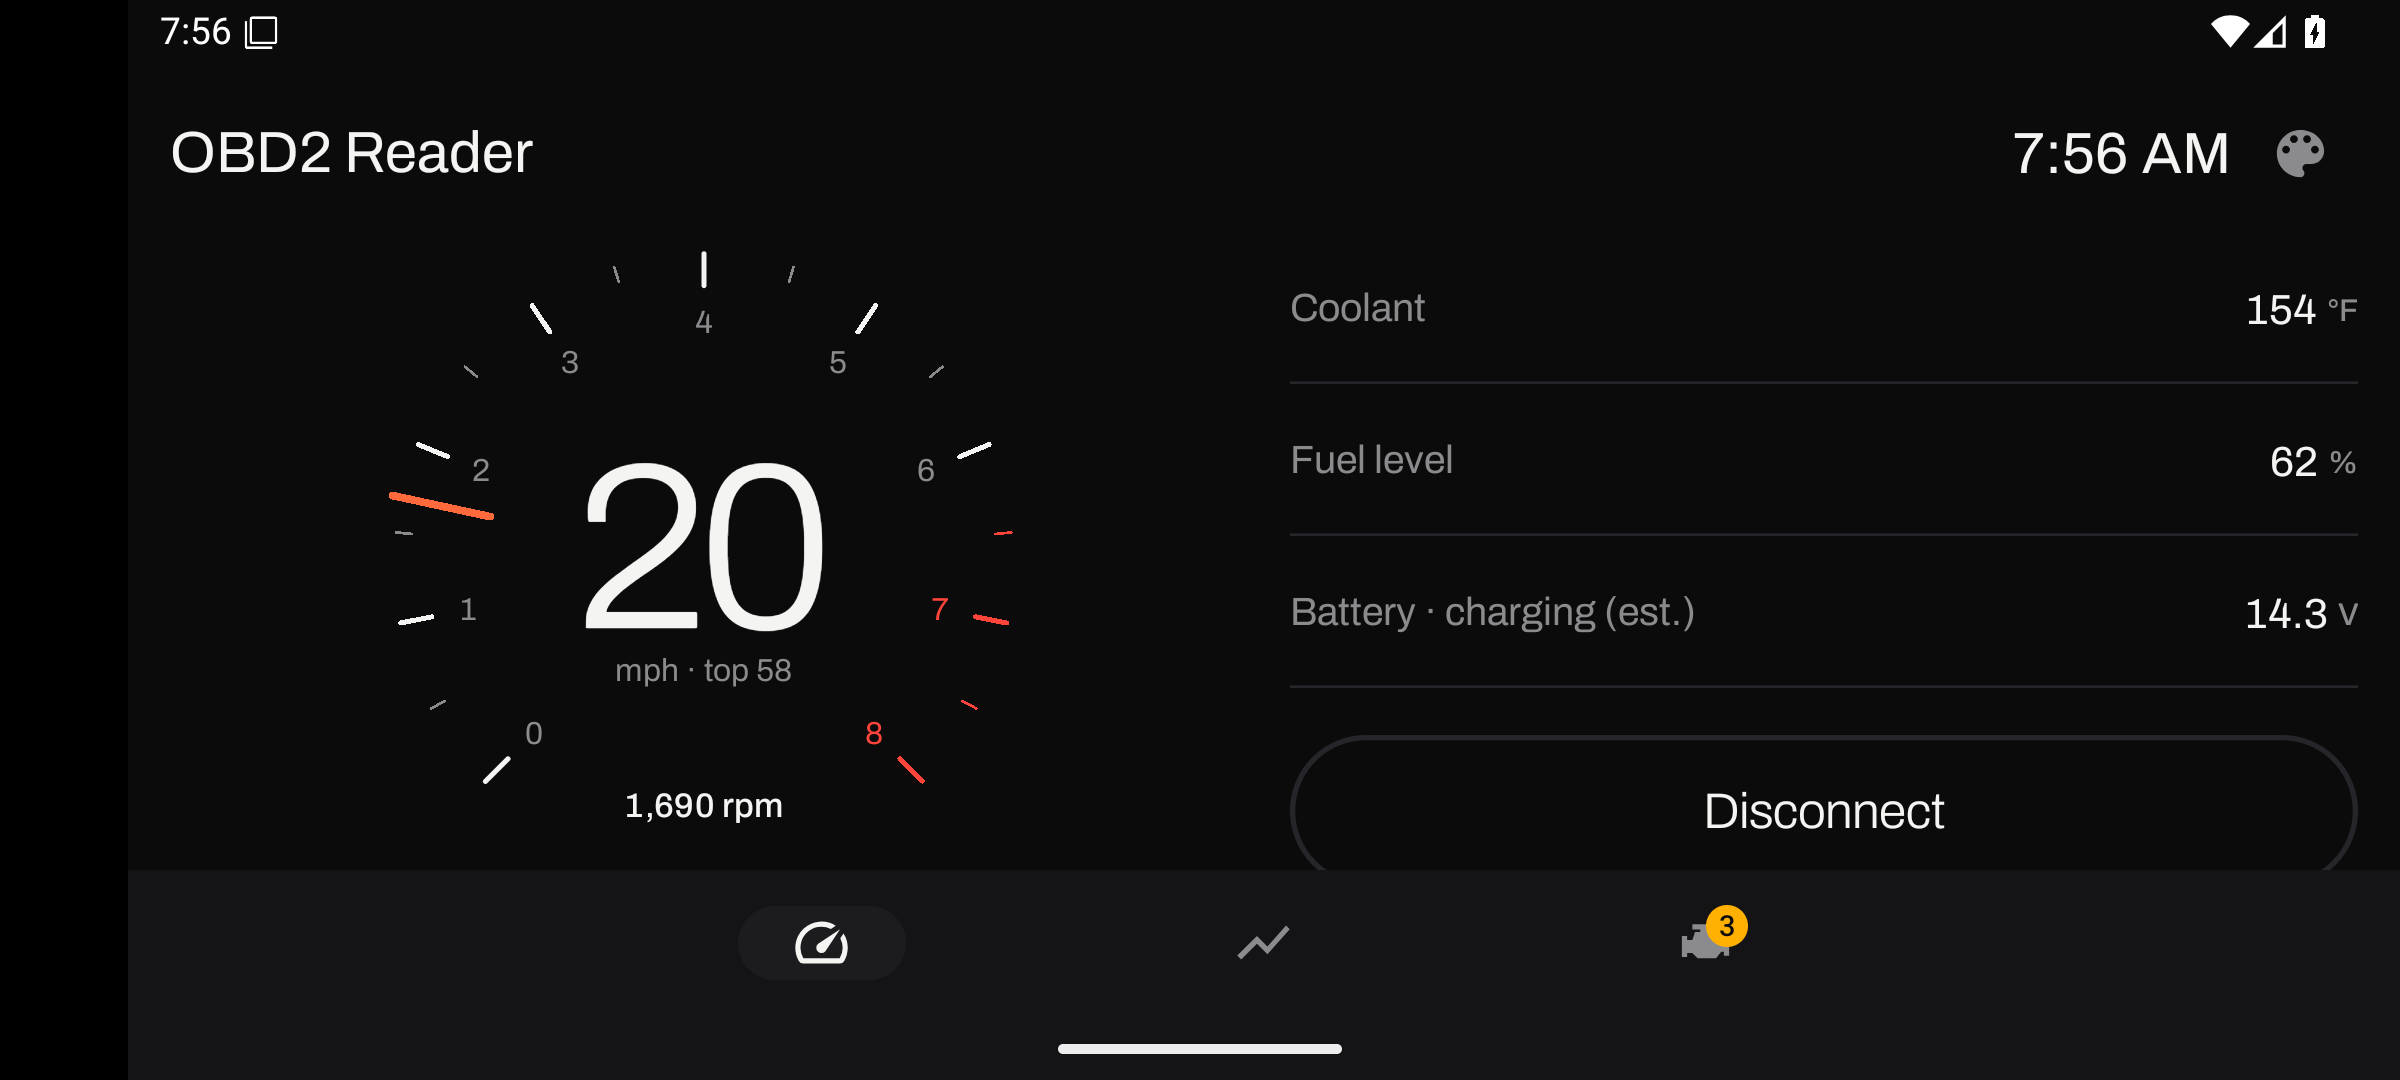 7:56
OBD2 Reader
7:56 AM
4
3
5
2
6
1
7
0
8
20
mph · top 58
1,690 rpm
Coolant
154 °F
Fuel level
62 %
Battery · charging (est.)
14.3 V
Disconnect
3